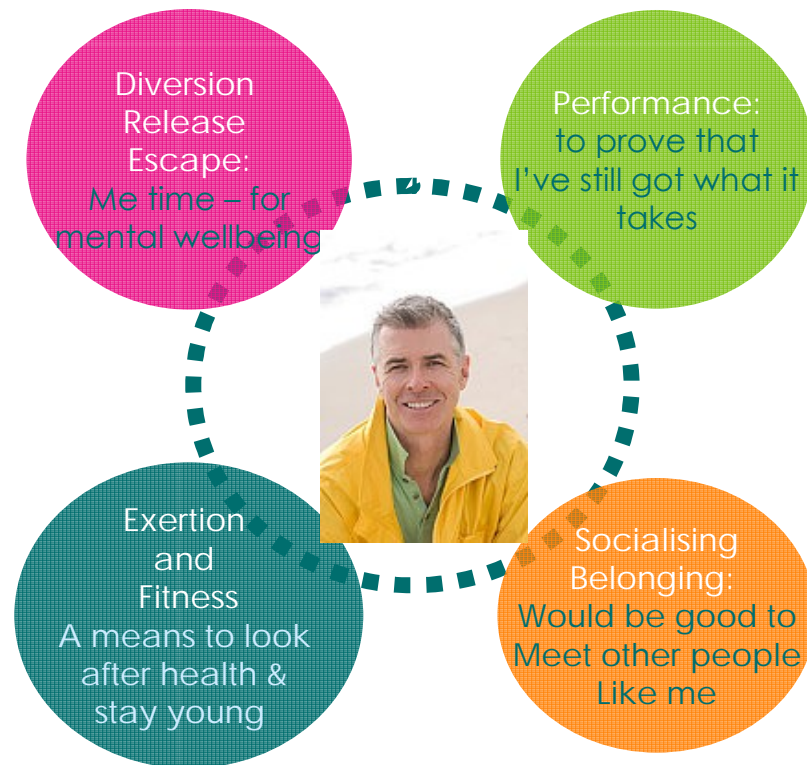 Diversion
Release
Escape:
Me time – for
mental wellbeing
Performance:
to prove that
I've still got what it
takes
Exertion
and
Fitness
A means to look
after health &
stay young
Socialising
Belonging:
Would be good to
Meet other people
Like me